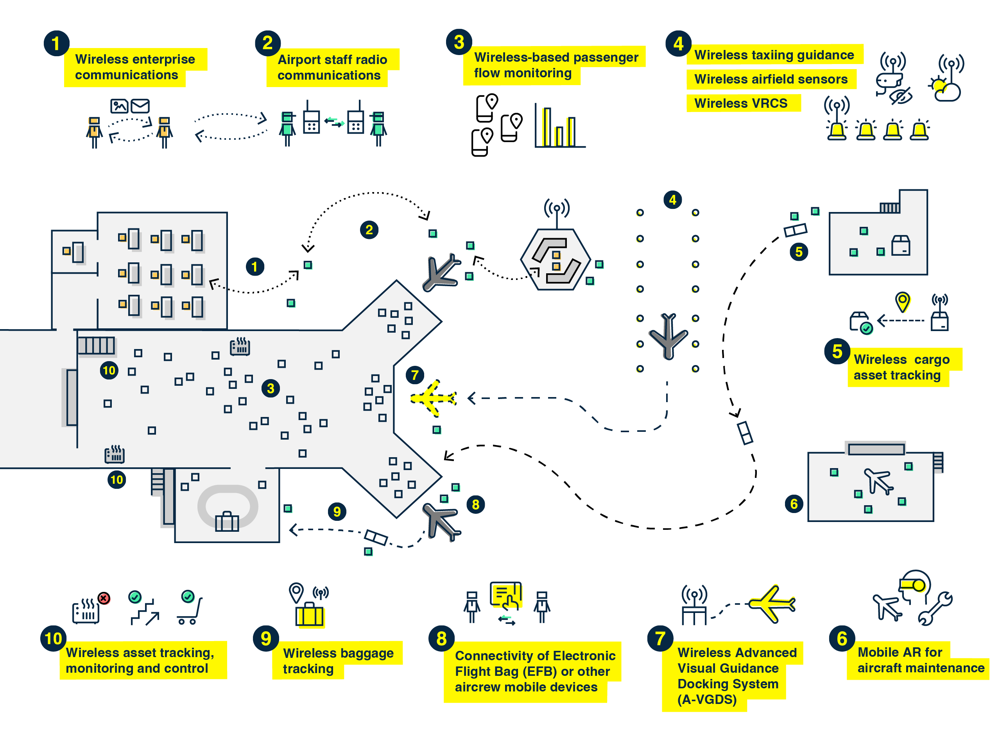 1
Wireless enterprise
communications
2
Airport staff radio
communications
3
Wireless-based passenger
flow monitoring
4
Wireless taxiing guidance
Wireless airfield sensors
Wireless VRCS
4
2
5
1
10
7
3
5
Wireless cargo
asset tracking
10
6
8
9
10
Wireless asset tracking,
monitoring and control
9
Wireless baggage
tracking
8
Connectivity of Electronic
Flight Bag (EFB) or other
aircrew mobile devices
7
Wireless Advanced
Visual Guidance
Docking System
(A-VGDS)
6
Mobile AR for
aircraft maintenance